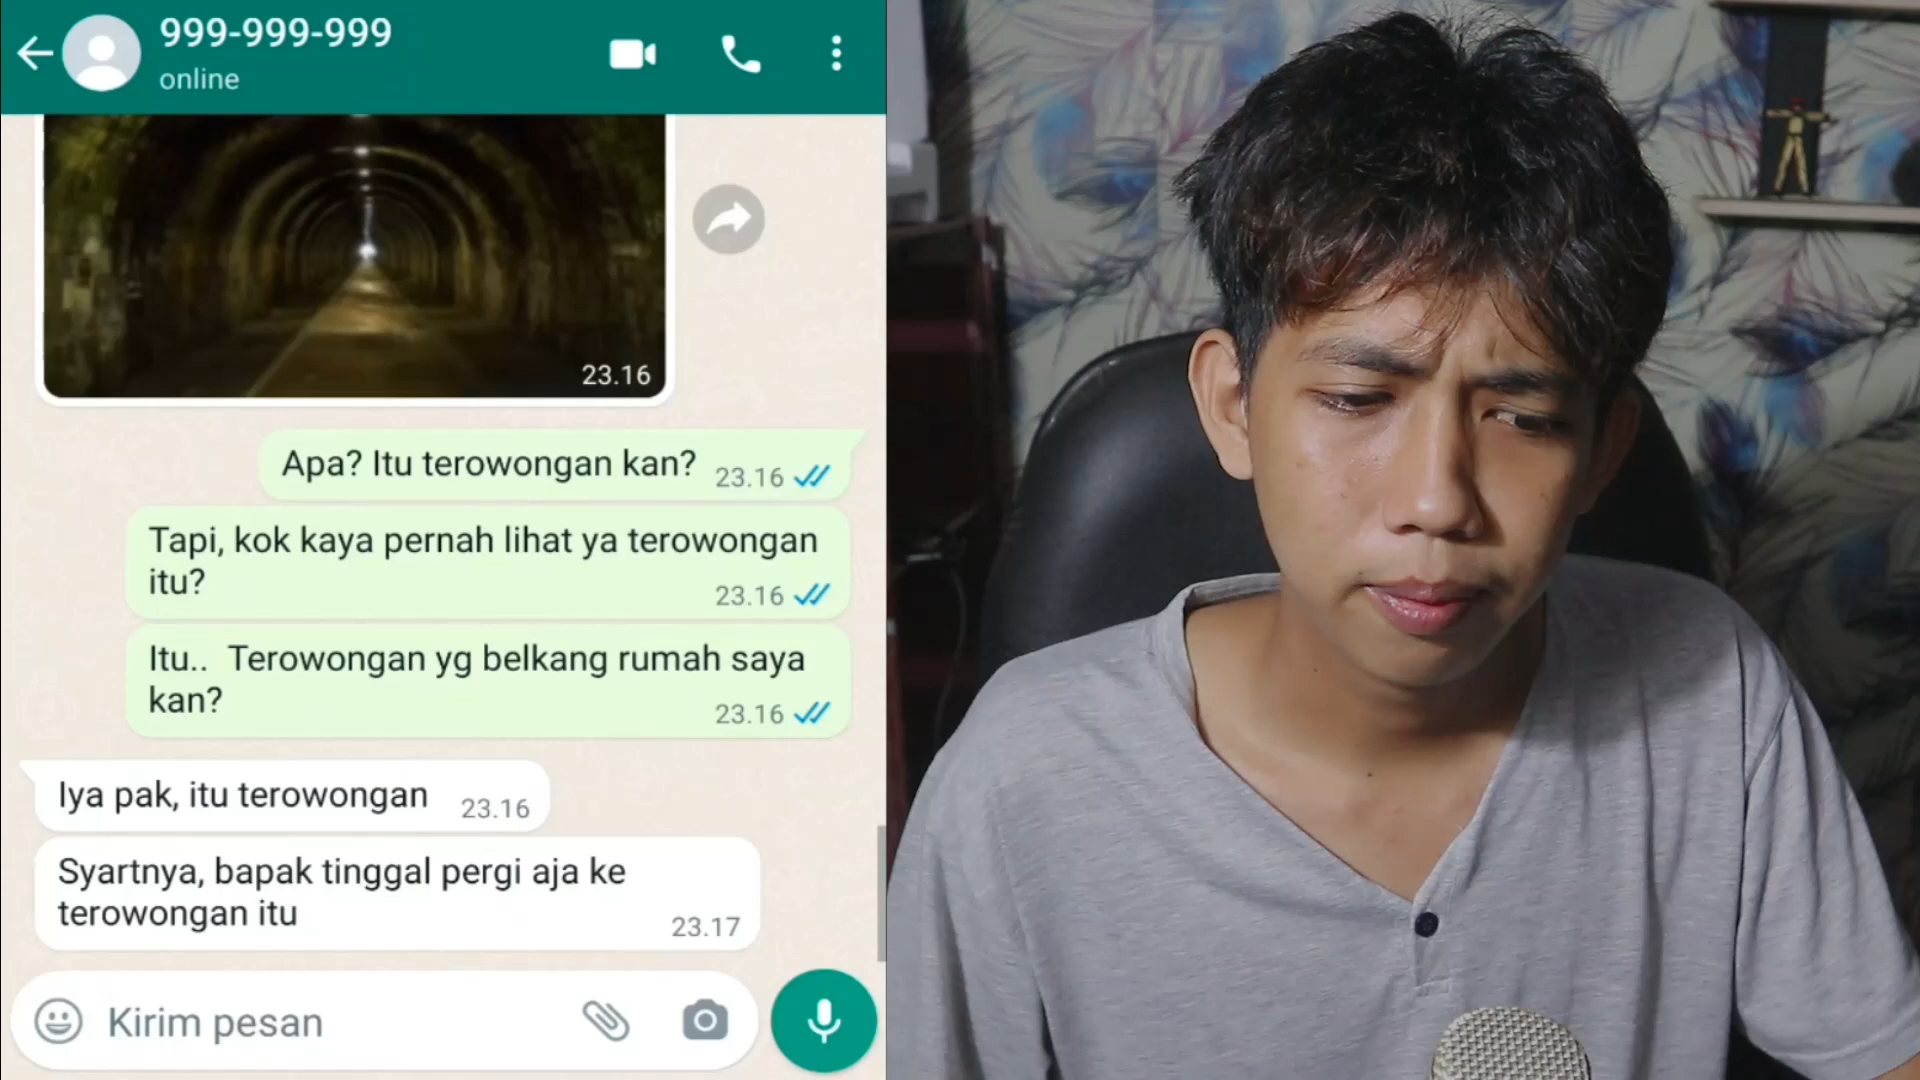 999-999-999
online
23.16
Apa? Itu terowongan kan? 23.16
Tapi, kok kaya pernah lihat ya terowongan
itu? 23.16
Itu.. Terowongan yg belkang rumah saya
kan? 23.16
Iya pak, itu terowongan 23.16
Syartnya, bapak tinggal pergi aja ke
terowongan itu 23.17
Kirim pesan